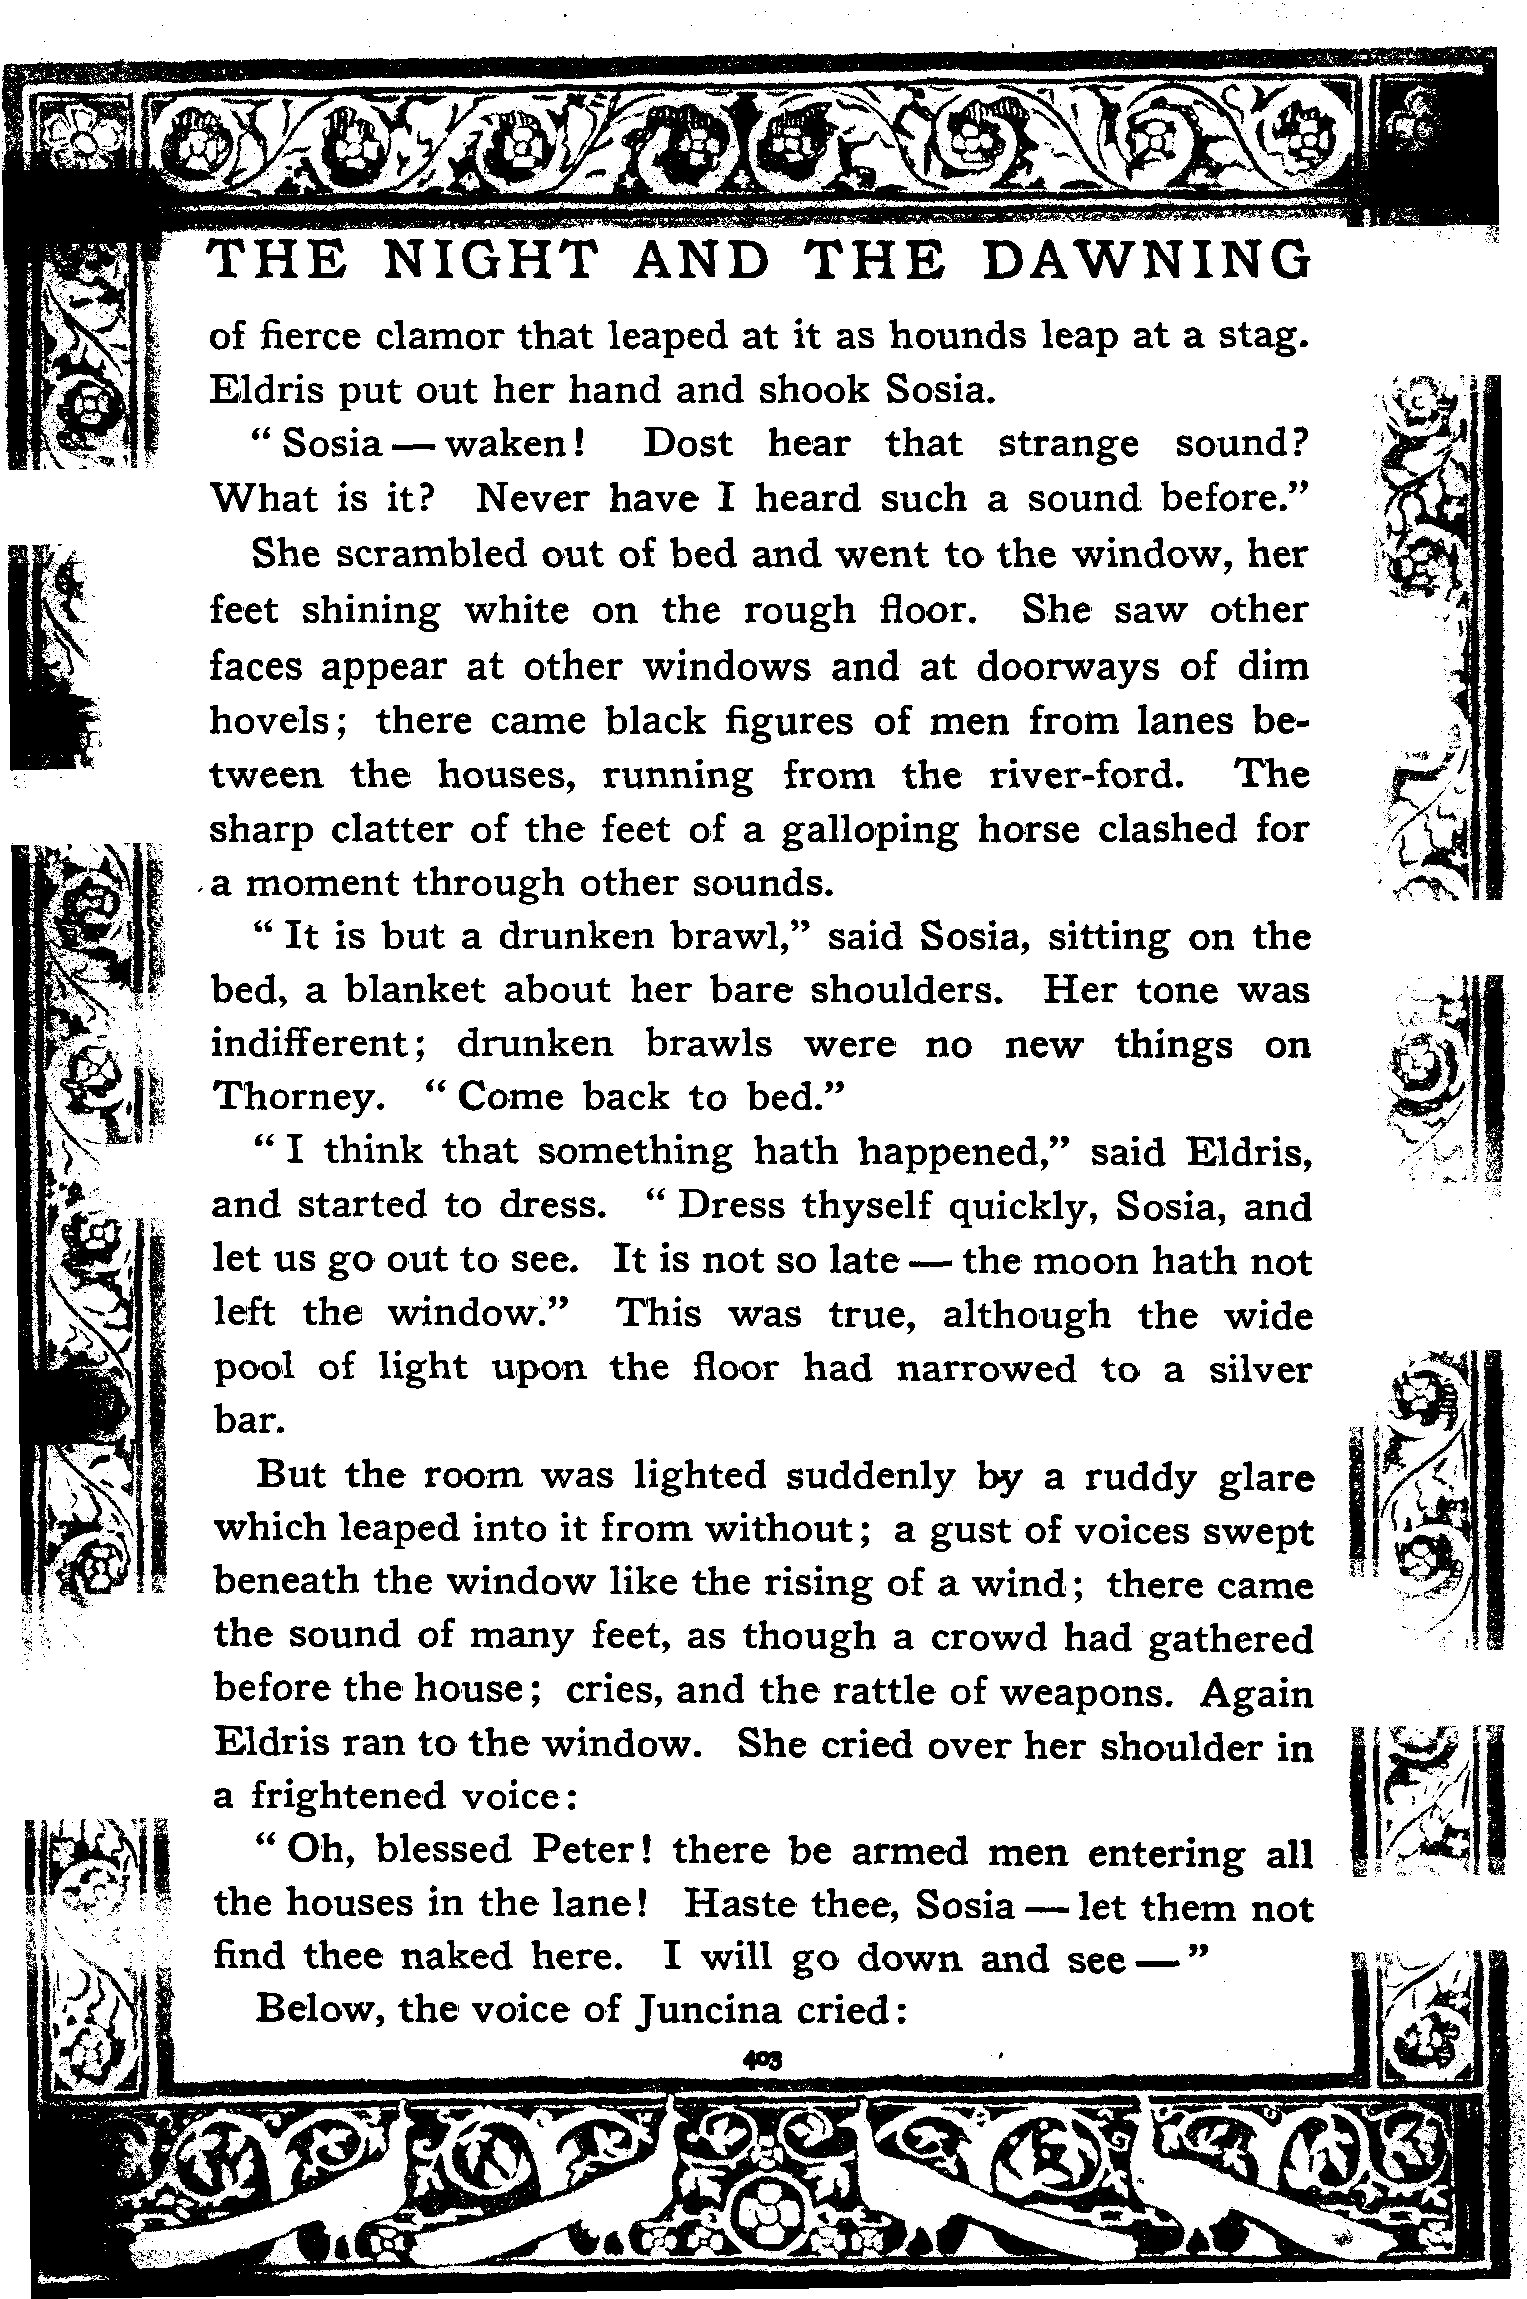 THE NIGHT AND THE DAWNING
of fierce clamor that leaped at it as hounds leap at a stag.
Eldris put out her hand and shook Sosia.
“Sosia — waken! Dost hear that strange sound?
What is it? Never have I heard such a sound before.”
She scrambled out of bed and went to the window, her
feet shining white on the rough floor. She saw other
faces appear at other windows and at doorways of dim
hovels; there came black figures of men from lanes be-
tween the houses, running from the river-ford. The
sharp clatter of the feet of a galloping horse clashed for
a moment through other sounds.
“It is but a drunken brawl,” said Sosia, sitting on the
bed, a blanket about her bare shoulders. Her tone was
indifferent; drunken brawls were no new things on
Thorney. “Come back to bed.”
“I think that something hath happened,” said Eldris,
and started to dress. “Dress thyself quickly, Sosia, and
let us go out to see. It is not so late — the moon hath not
left the window.” This was true, although the wide
pool of light upon the floor had narrowed to a silver
bar.
But the room was lighted suddenly by a ruddy glare
which leaped into it from without; a gust of voices swept
beneath the window like the rising of a wind; there came
the sound of many feet, as though a crowd had gathered
before the house; cries, and the rattle of weapons. Again
Eldris ran to the window. She cried over her shoulder in
a frightened voice:
“Oh, blessed Peter! there be armed men entering all
the houses in the lane! Haste thee, Sosia — let them not
find thee naked here. I will go down and see —”
Below, the voice of Juncina cried:
403